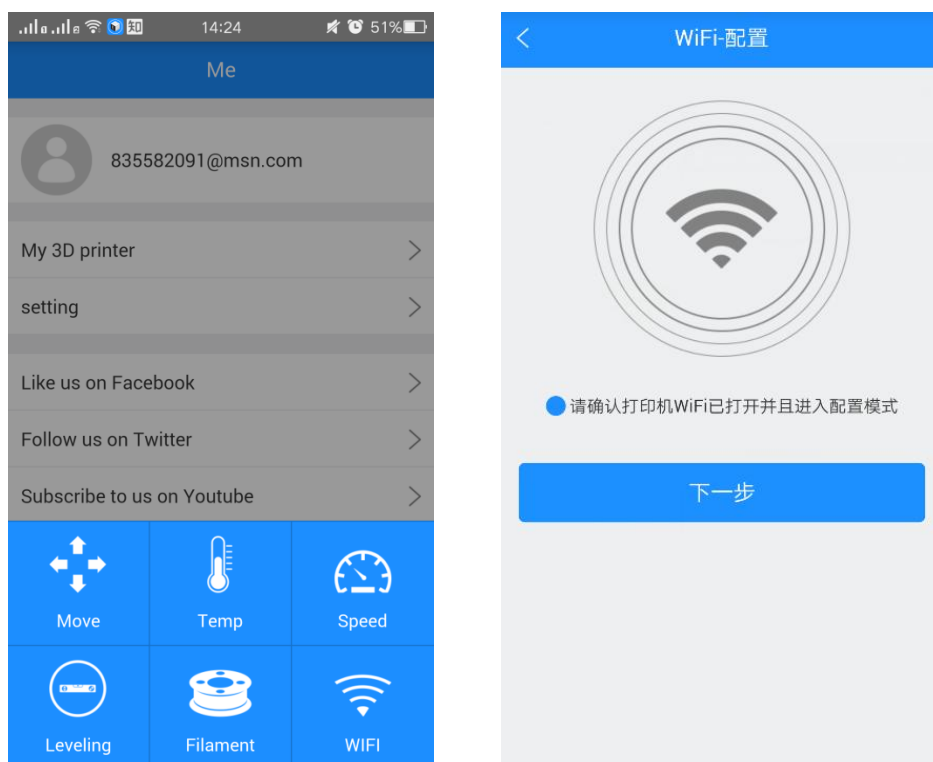 知 14:24 51%
Me
835582091@msn.com
My 3D printer
setting
Like us on Facebook
Follow us on Twitter
Subscribe to us on Youtube
Move Temp Speed
Leveling Filament WIFI
WiFi-配置
请确认打印机WiFi已打开并且进入配置模式
下一步